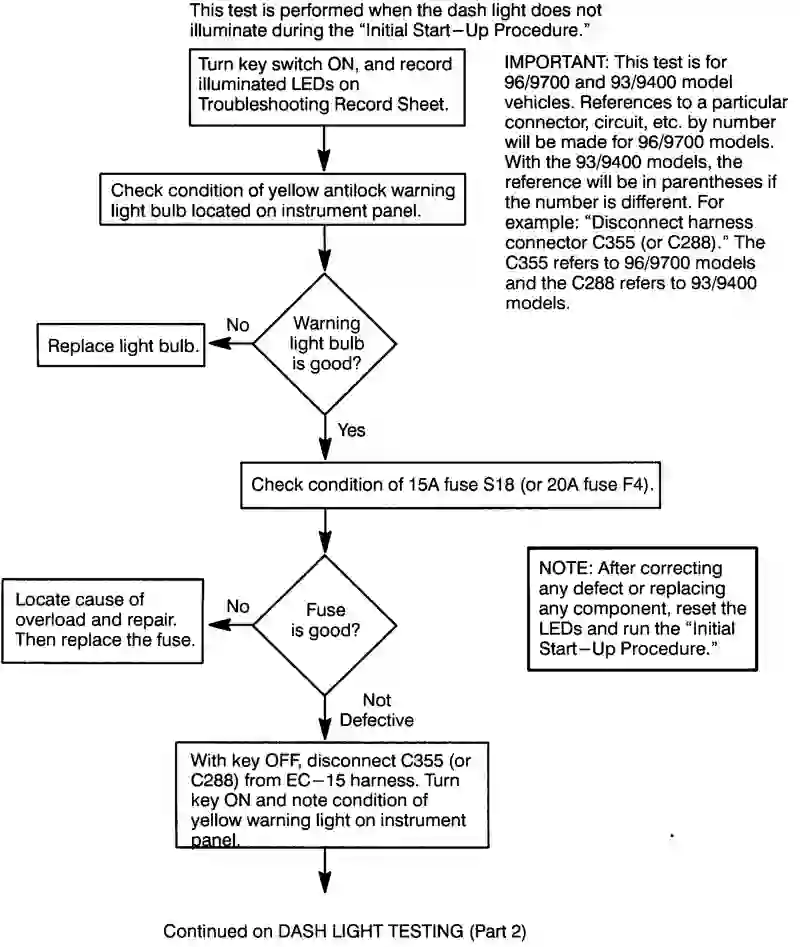 This test is performed when the dash light does not
illuminate during the “Initial Start–Up Procedure.”
Turn key switch ON, and record
illuminated LEDs on
Troubleshooting Record Sheet.
IMPORTANT: This test is for
96/9700 and 93/9400 model
vehicles. References to a particular
connector, circuit, etc. by number
will be made for 96/9700 models.
With the 93/9400 models, the
reference will be in parentheses if
the number is different. For
example: “Disconnect harness
connector C355 (or C288).” The
C355 refers to 96/9700 models
and the C288 refers to 93/9400
models.
Check condition of yellow antilock warning
light bulb located on instrument panel.
Warning
light bulb
is good?
No
Replace light bulb.
Yes
Check condition of 15A fuse S18 (or 20A fuse F4).
Fuse
is good?
No
Locate cause of
overload and repair.
Then replace the fuse.
NOTE: After correcting
any defect or replacing
any component, reset the
LEDs and run the “Initial
Start–Up Procedure.”
Not
Defective
With key OFF, disconnect C355 (or
C288) from EC–15 harness. Turn
key ON and note condition of
yellow warning light on instrument
panel.
Continued on DASH LIGHT TESTING (Part 2)